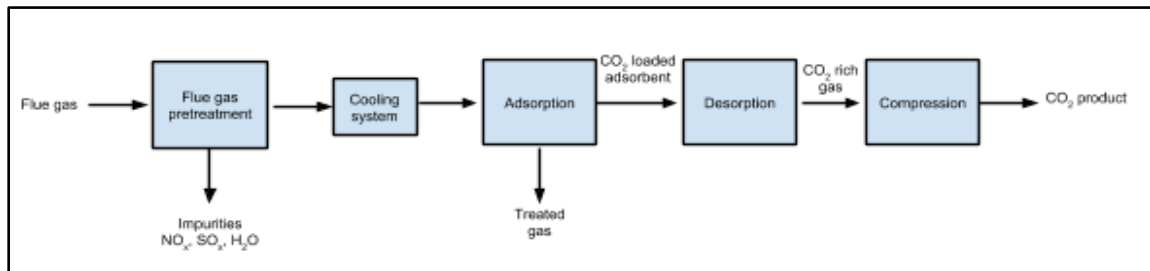 Flue gas
Flue gas
pretreatment
Cooling
system
Adsorption
CO₂ loaded
adsorbent
Desorption
CO₂ rich
gas
Compression
CO₂ product
Impurities
NOₓ, SOₓ, H₂O
Treated
gas